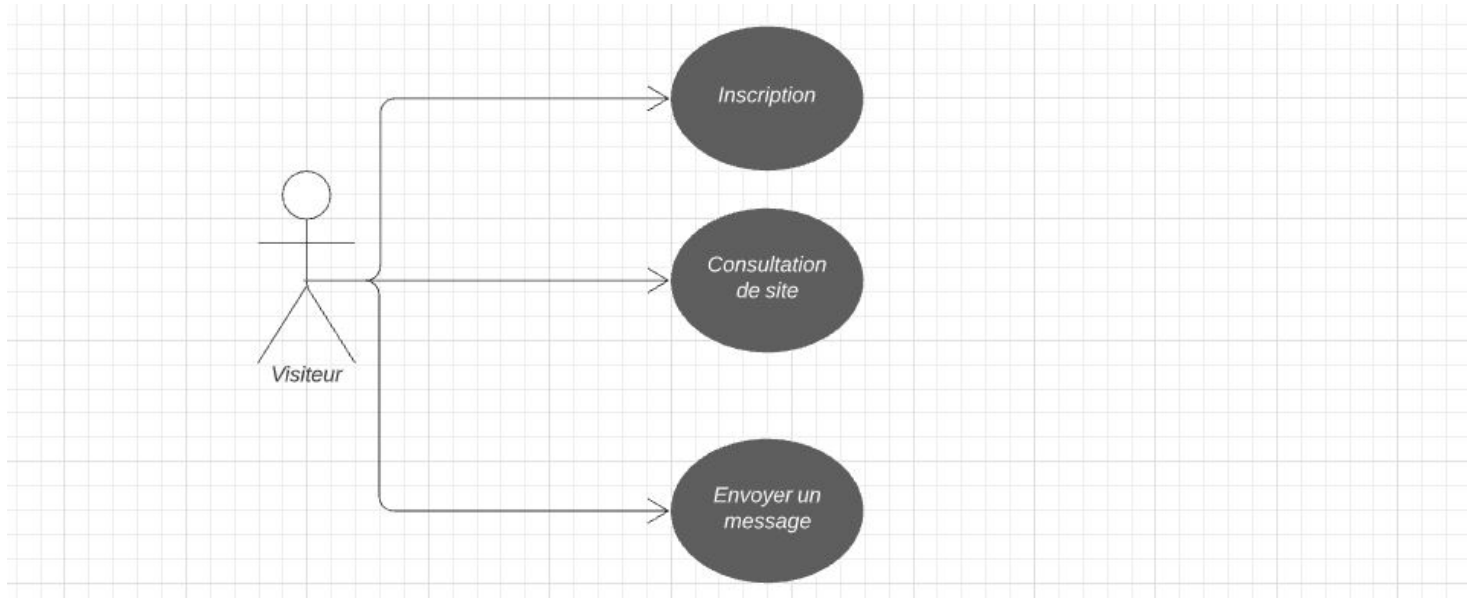 Inscription
Consultation
de site
Visiteur
Envoyer un
message